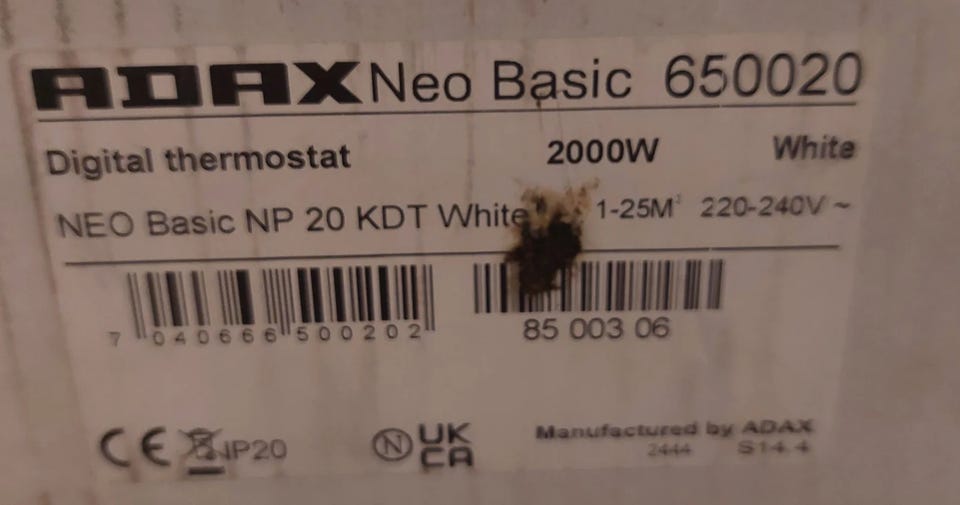 ADAX Neo Basic 650020
Digital thermostat 2000W White
NEO Basic NP 20 KDT White 1-25M 220-240V ~
7 040666 500202
85 003 06
CE IP20 N UK CA Manufactured by ADAX
2444 S14.4